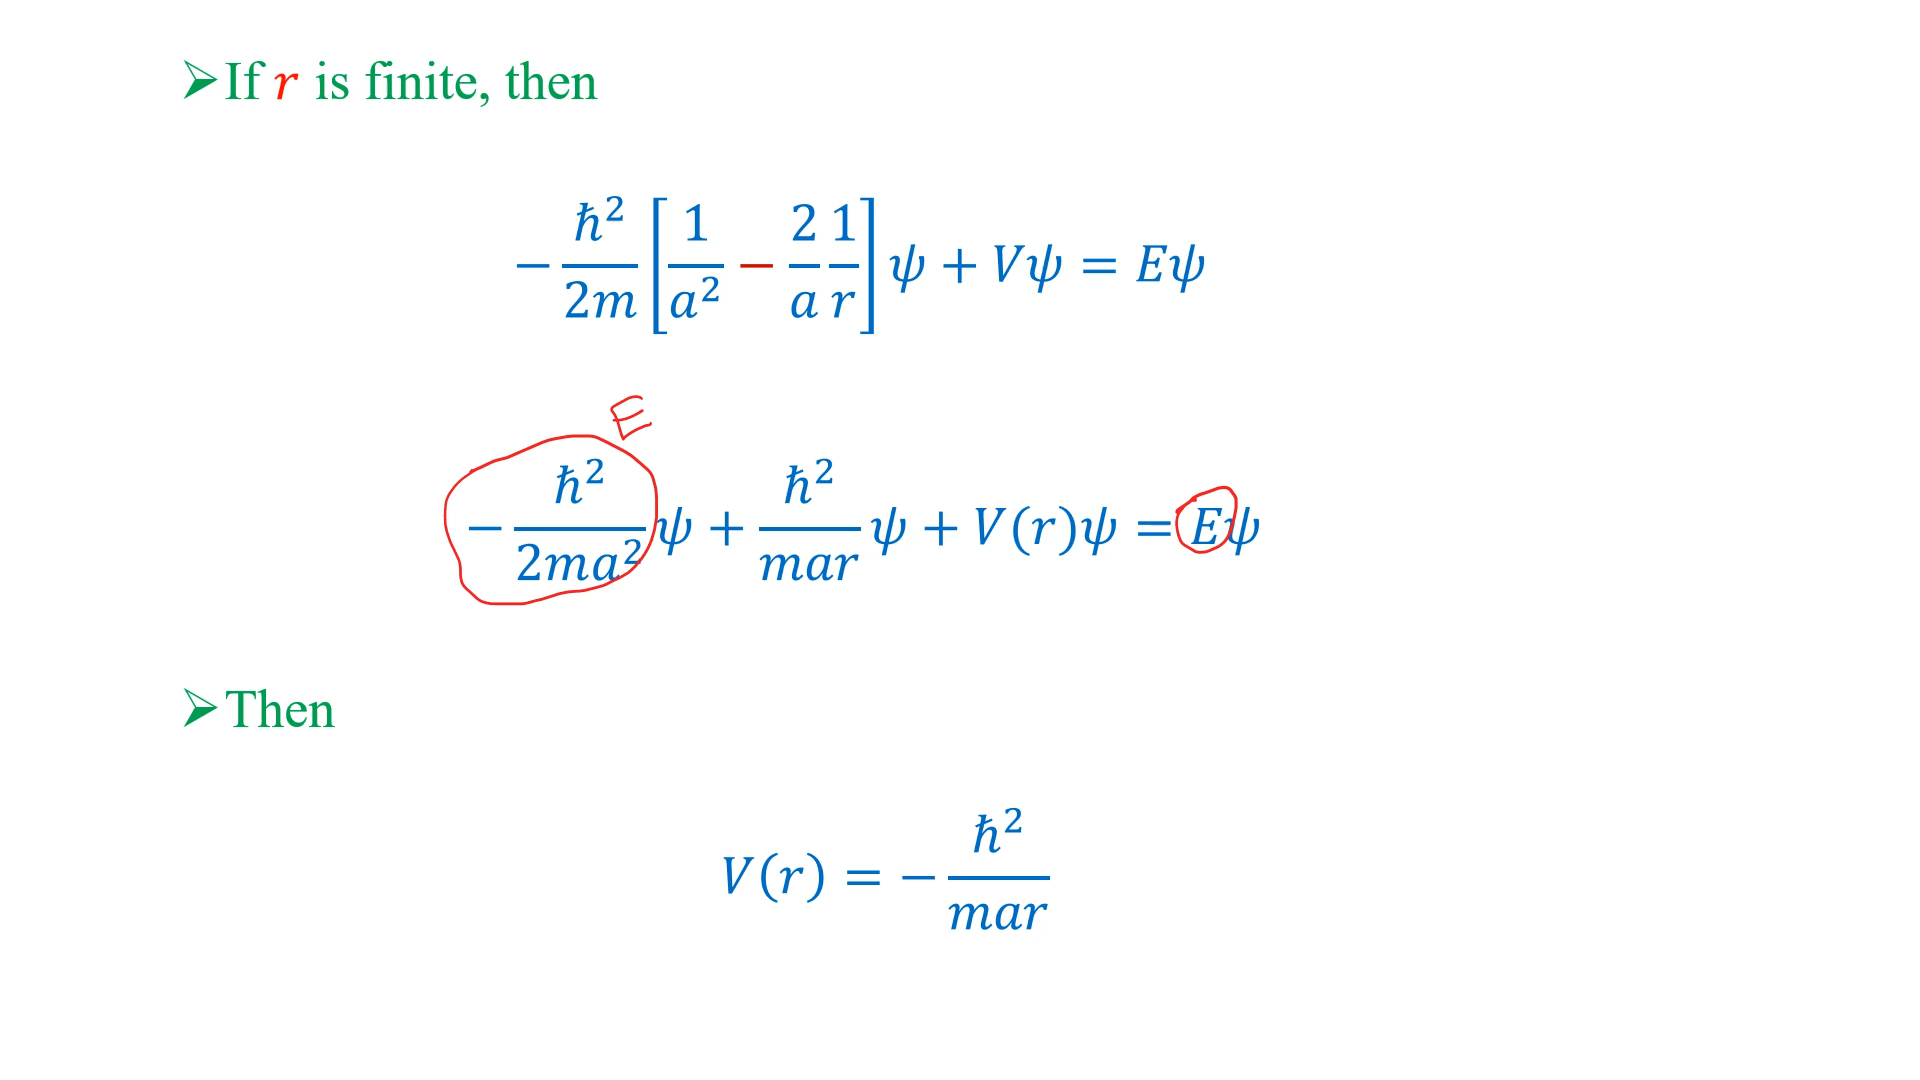 ➢If r is finite, then
−ħ²/2m [1/a² − 2/a 1/r] ψ + Vψ = Eψ
E
−ħ²/2ma² ψ + ħ²/mar ψ + V(r)ψ = Eψ
➢Then
V(r) = −ħ²/mar